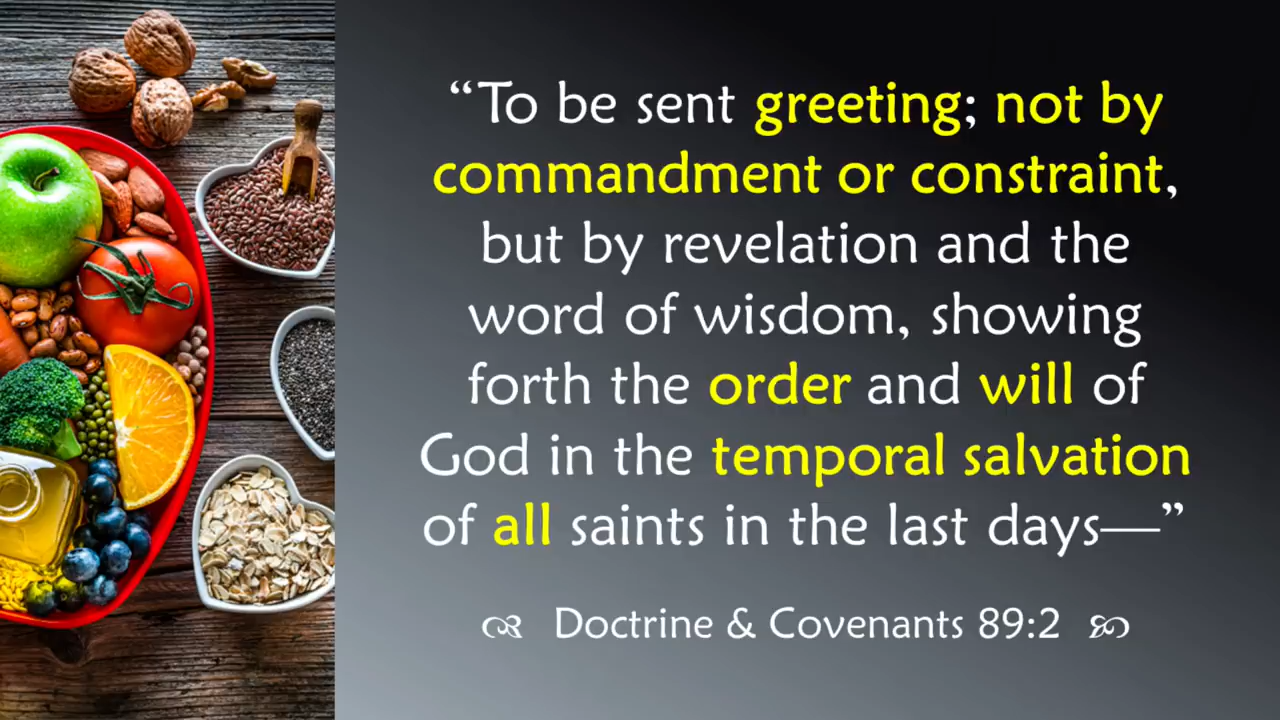 “To be sent greeting; not by
commandment or constraint,
but by revelation and the
word of wisdom, showing
forth the order and will of
God in the temporal salvation
of all saints in the last days—”
Doctrine & Covenants 89:2